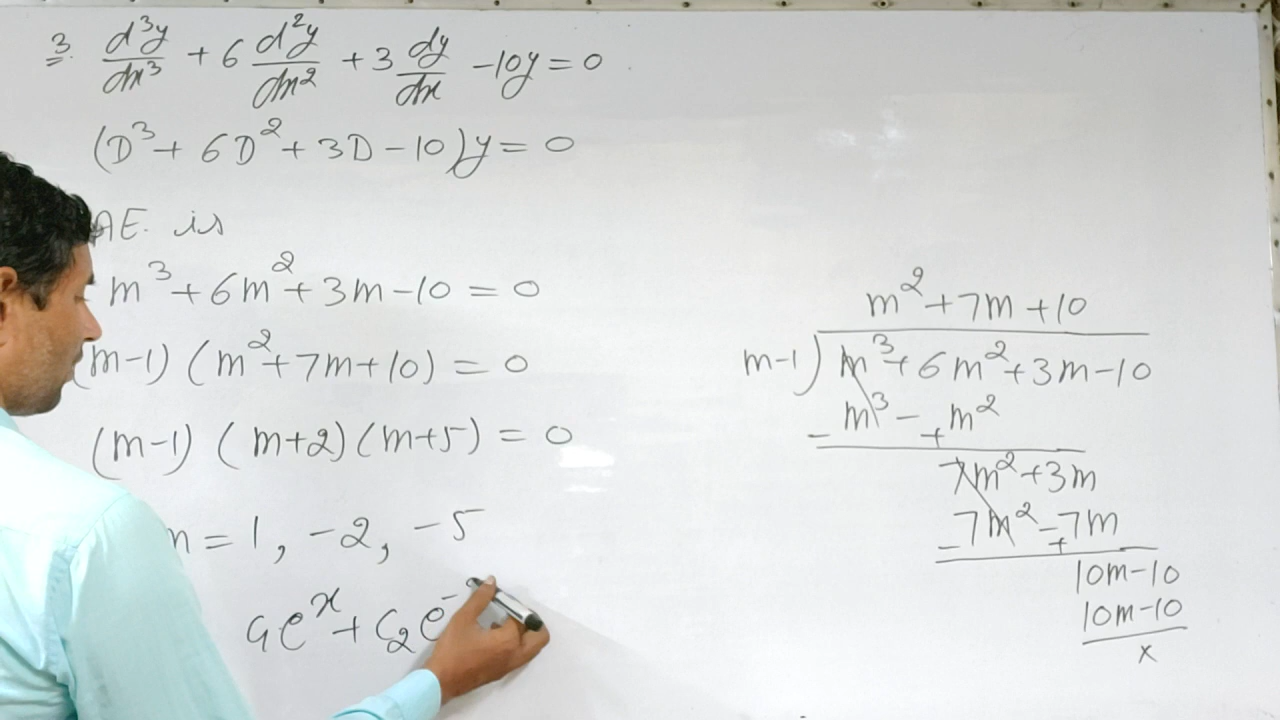 3. d³y/dx³ + 6 d²y/dx² + 3 dy/dx - 10y = 0
(D³ + 6D² + 3D - 10)y = 0
AE. is
m³ + 6m² + 3m - 10 = 0
(m-1) (m² + 7m + 10) = 0
(m-1) (m+2) (m+5) = 0
m = 1, -2, -5
C₁eˣ + C₂e⁻
m² + 7m + 10
m-1 ) m³ + 6m² + 3m - 10
m³ - m²
- +
7m² + 3m
7m² - 7m
- +
10m - 10
10m - 10
x